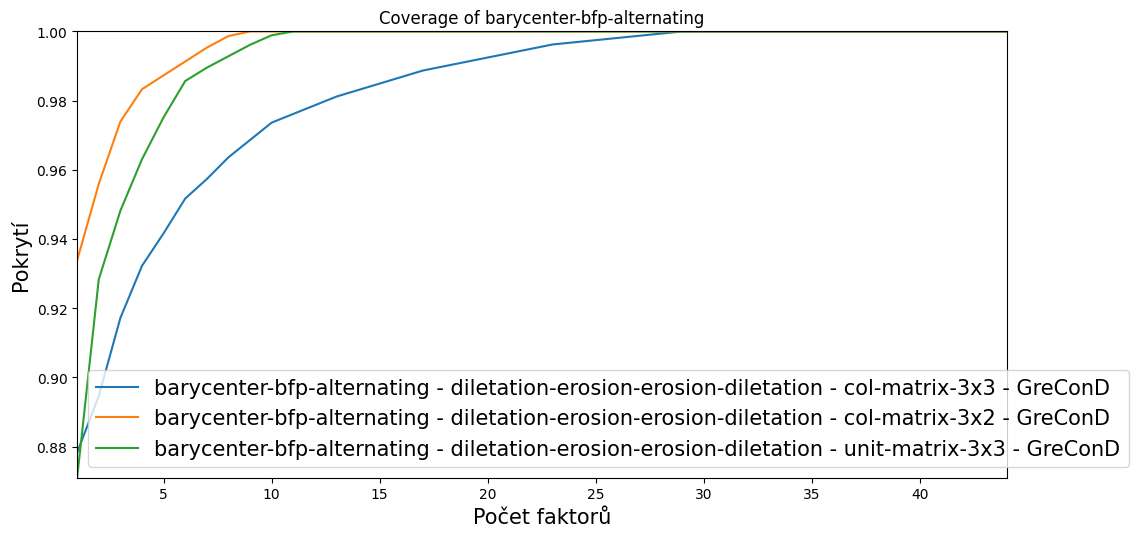 Coverage of barycenter-bfp-alternating
1.00
0.98
0.96
0.94
0.92
0.90
0.88
Pokrytí
barycenter-bfp-alternating - diletation-erosion-erosion-diletation - col-matrix-3x3 - GreConD
barycenter-bfp-alternating - diletation-erosion-erosion-diletation - col-matrix-3x2 - GreConD
barycenter-bfp-alternating - diletation-erosion-erosion-diletation - unit-matrix-3x3 - GreConD
5 10 15 20 25 30 35 40
Počet faktorů